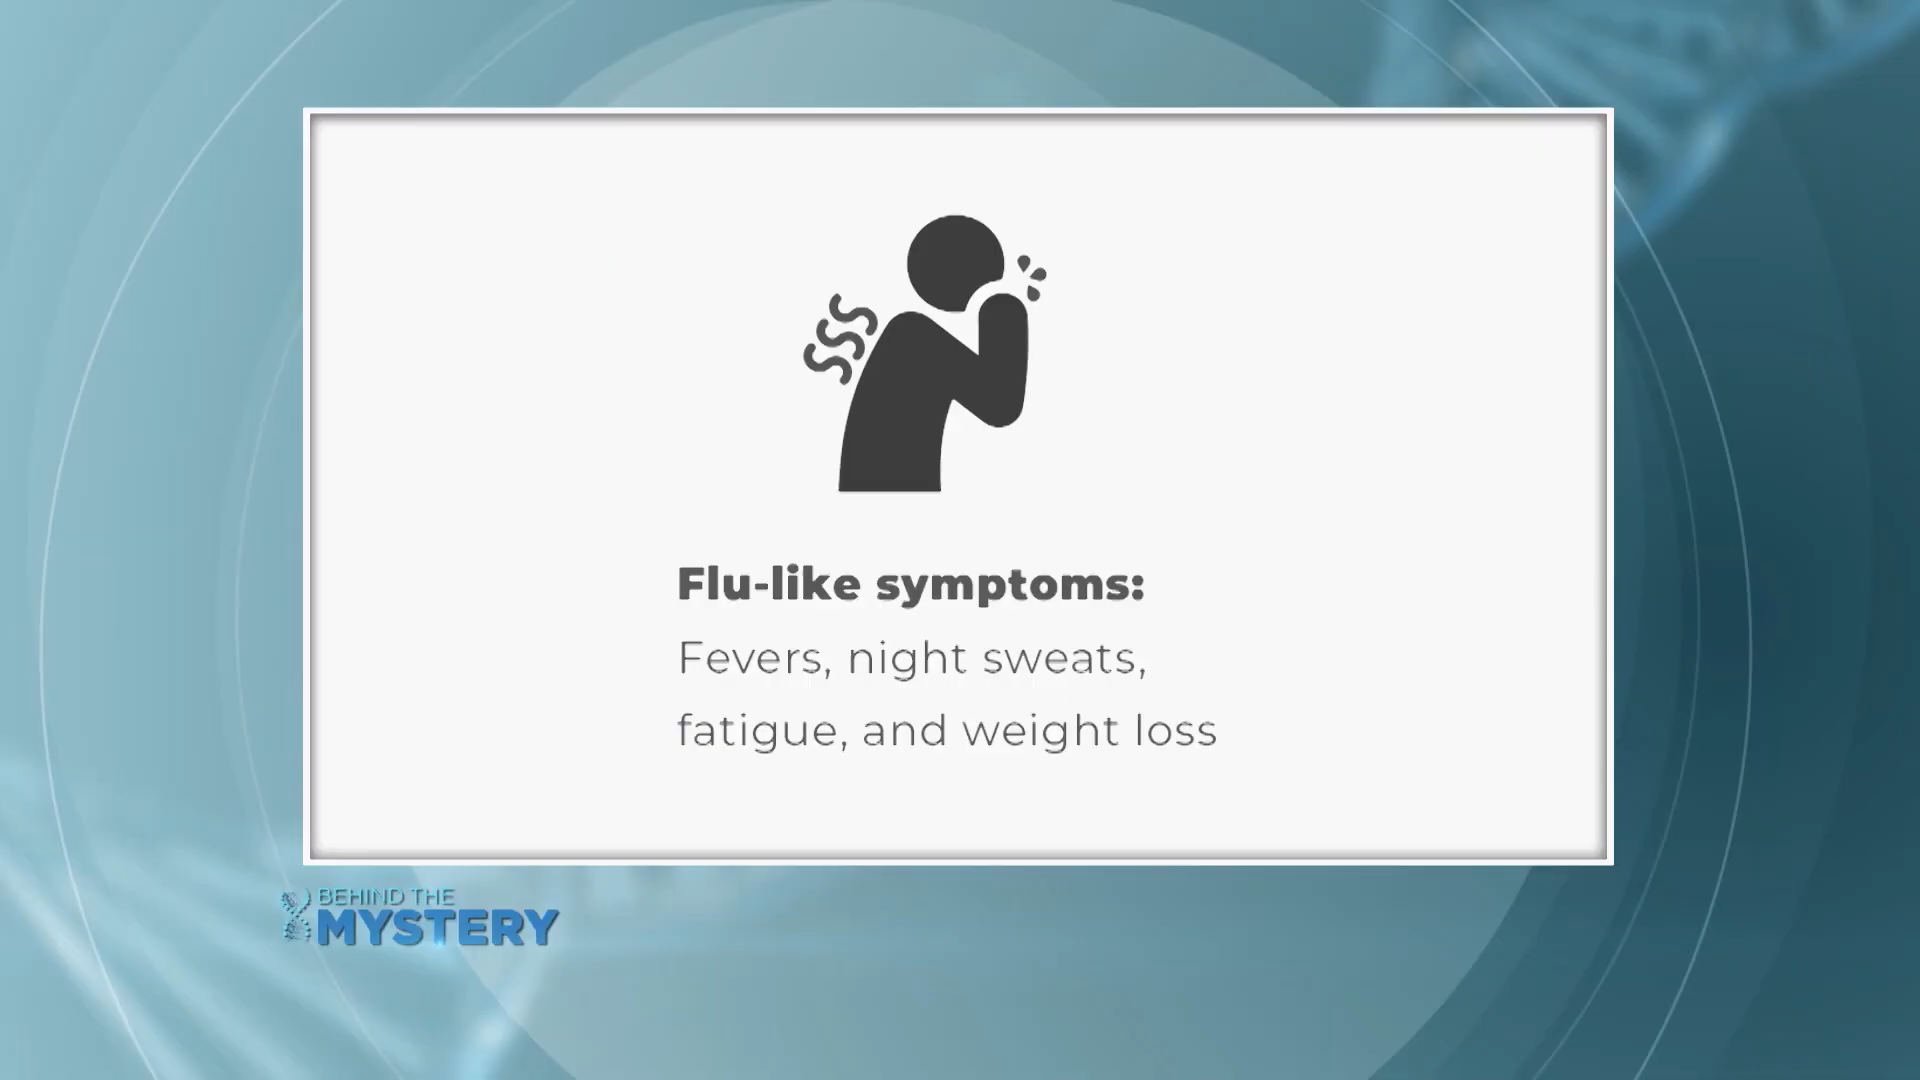 Flu-like symptoms:
Fevers, night sweats,
fatigue, and weight loss
BEHIND THE
MYSTERY